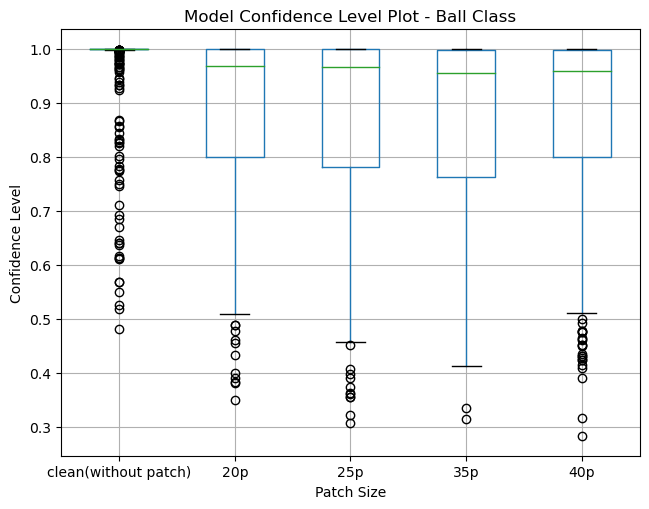 Model Confidence Level Plot - Ball Class
Confidence Level
1.0
0.9
0.8
0.7
0.6
0.5
0.4
0.3
clean(without patch) 20p 25p 35p 40p
Patch Size